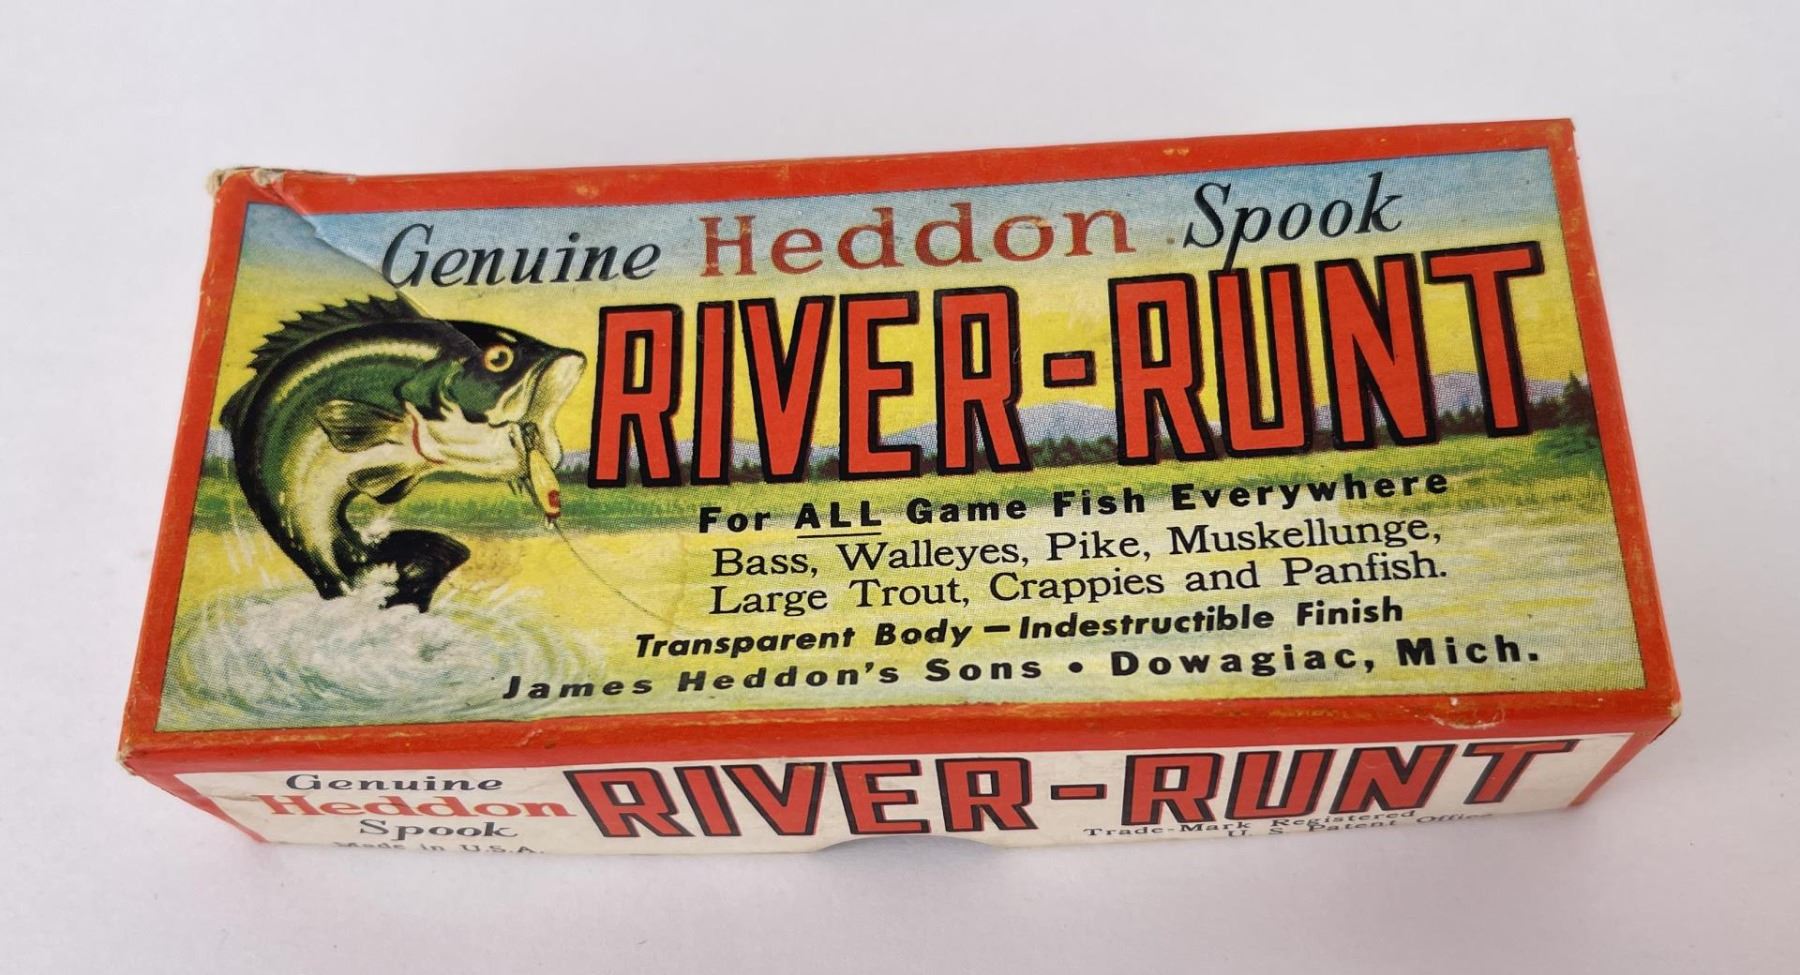 Genuine Heddon Spook
RIVER-RUNT
For ALL Game Fish Everywhere
Bass, Walleyes, Pike, Muskellunge,
Large Trout, Crappies and Panfish.
Transparent Body — Indestructible Finish
James Heddon's Sons • Dowagiac, Mich.
Genuine
Heddon
Spook
Made in U.S.A.
RIVER-RUNT
Trade-Mark Registered
U. S. Patent Office